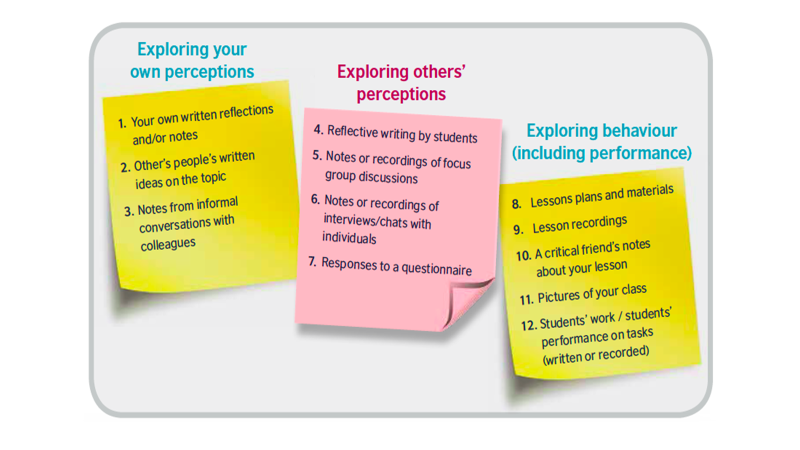 Exploring your
own perceptions
1. Your own written reflections
and/or notes
2. Other's people's written
ideas on the topic
3. Notes from informal
conversations with
colleagues
Exploring others'
perceptions
4. Reflective writing by students
5. Notes or recordings of focus
group discussions
6. Notes or recordings of
interviews/chats with
individuals
7. Responses to a questionnaire
Exploring behaviour
(including performance)
8. Lessons plans and materials
9. Lesson recordings
10. A critical friend's notes
about your lesson
11. Pictures of your class
12. Students' work / students'
performance on tasks
(written or recorded)